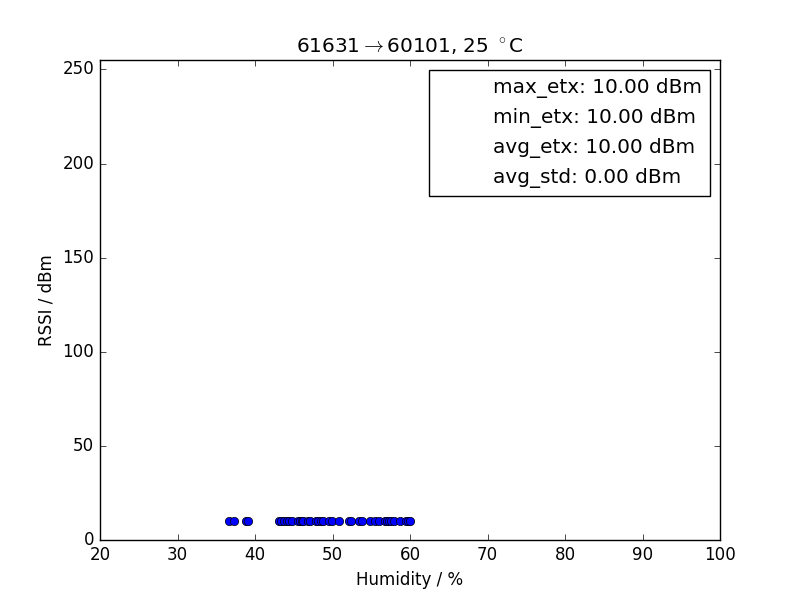 61631→60101, 25 °C
max_etx: 10.00 dBm
min_etx: 10.00 dBm
avg_etx: 10.00 dBm
avg_std: 0.00 dBm
250
200
150
100
50
0
RSSI / dBm
20 30 40 50 60 70 80 90 100
Humidity / %